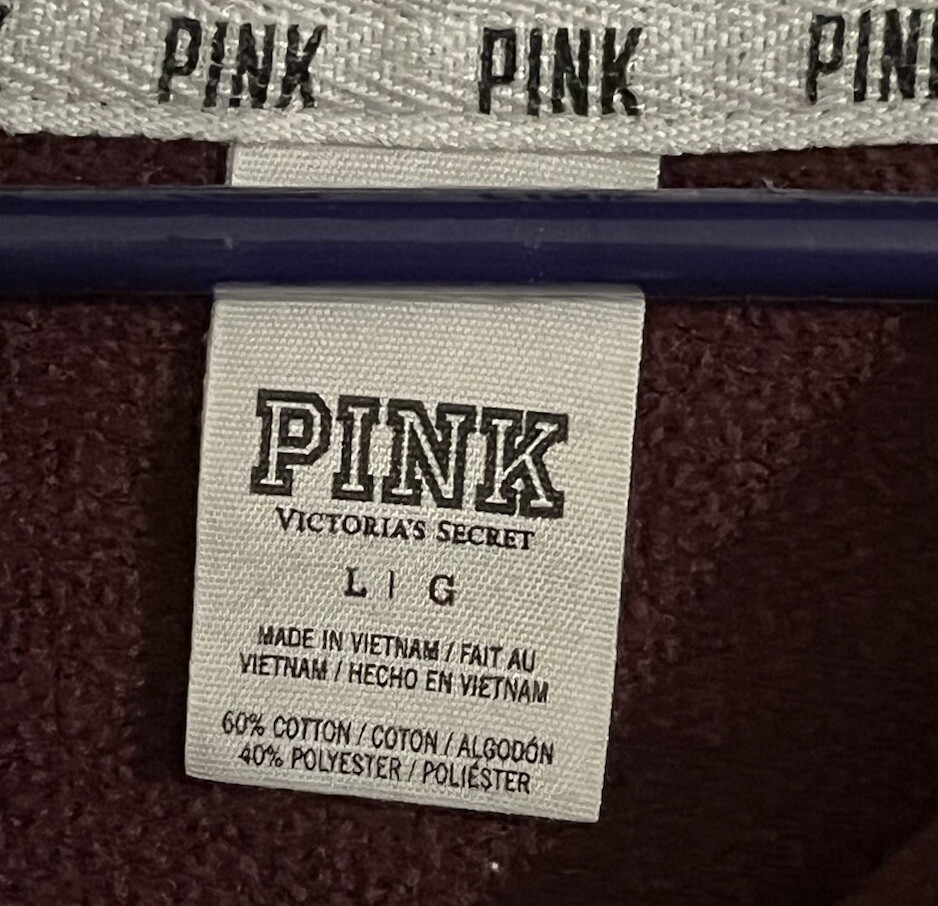 PINK PINK PINK
PINK
VICTORIA'S SECRET
L | G
MADE IN VIETNAM / FAIT AU
VIETNAM / HECHO EN VIETNAM
60% COTTON / COTON / ALGODÓN
40% POLYESTER / POLIÉSTER